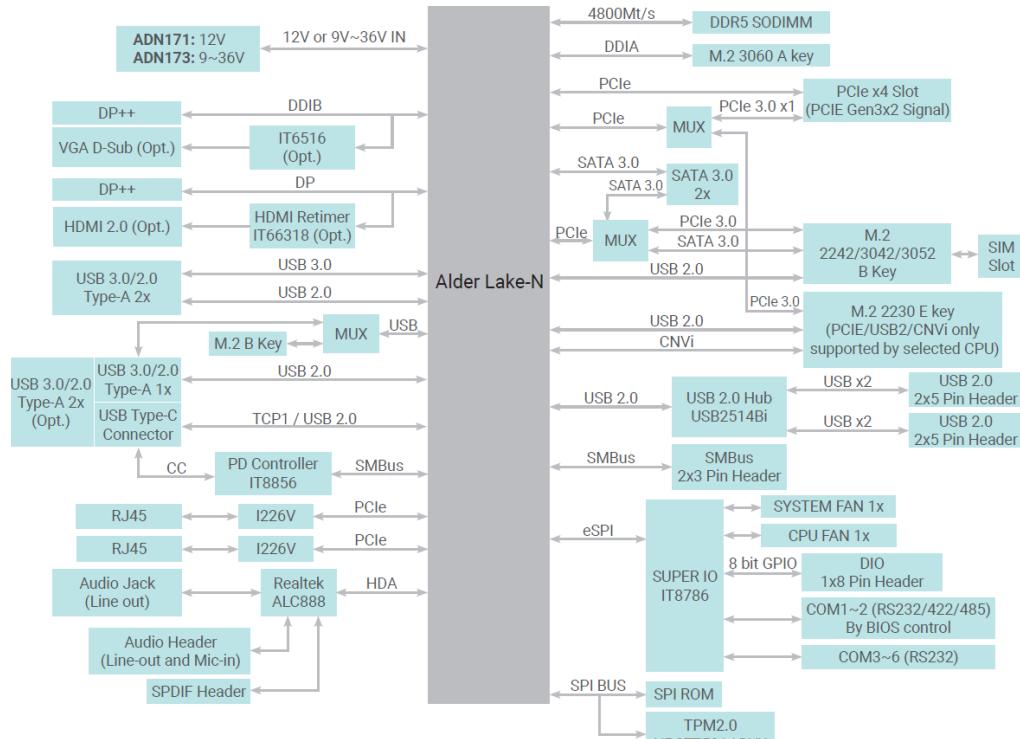 ADN171: 12V
ADN173: 9~36V
12V or 9V~36V IN
DP++
DDIB
VGA D-Sub (Opt.)
IT6516
(Opt.)
DP++
DP
HDMI 2.0 (Opt.)
HDMI Retimer
IT66318 (Opt.)
USB 3.0/2.0
Type-A 2x
USB 3.0
USB 2.0
M.2 B Key
MUX
USB
USB 3.0/2.0
Type-A 2x
(Opt.)
USB 3.0/2.0
Type-A 1x
USB 2.0
USB Type-C
Connector
TCP1 / USB 2.0
CC
PD Controller
IT8856
SMBus
RJ45
I226V
PCIe
RJ45
I226V
PCIe
Audio Jack
(Line out)
Realtek
ALC888
HDA
Audio Header
(Line-out and Mic-in)
SPDIF Header
Alder Lake-N
4800Mt/s
DDR5 SODIMM
DDIA
M.2 3060 A key
PCIe
PCIe x4 Slot
(PCIE Gen3x2 Signal)
PCIe
MUX
PCIe 3.0 x1
SATA 3.0
SATA 3.0
SATA 3.0
2x
PCIe
MUX
PCIe 3.0
SATA 3.0
USB 2.0
M.2
2242/3042/3052
B Key
SIM
Slot
PCIe 3.0
USB 2.0
CNVi
M.2 2230 E key
(PCIE/USB2/CNVi only
supported by selected CPU)
USB 2.0
USB 2.0 Hub
USB2514Bi
USB x2
USB 2.0
2x5 Pin Header
USB x2
USB 2.0
2x5 Pin Header
SMBus
SMBus
2x3 Pin Header
eSPI
SUPER IO
IT8786
SYSTEM FAN 1x
CPU FAN 1x
8 bit GPIO
DIO
1x8 Pin Header
COM1~2 (RS232/422/485)
By BIOS control
COM3~6 (RS232)
SPI BUS
SPI ROM
TPM2.0